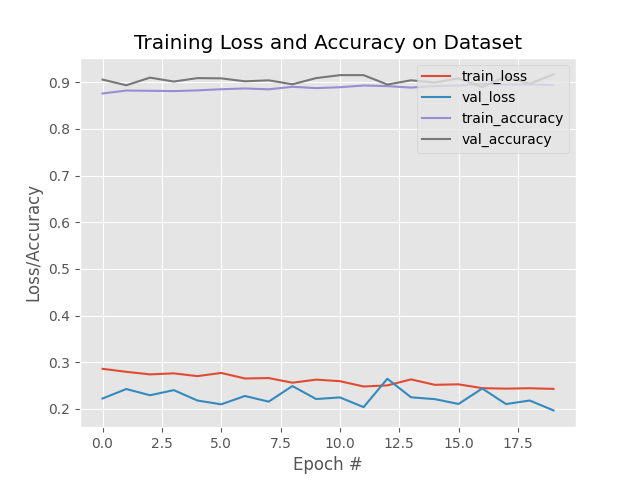 Training Loss and Accuracy on Dataset
train_loss
val_loss
train_accuracy
val_accuracy
0.9
0.8
0.7
0.6
0.5
0.4
0.3
0.2
Loss/Accuracy
0.0 2.5 5.0 7.5 10.0 12.5 15.0 17.5
Epoch #